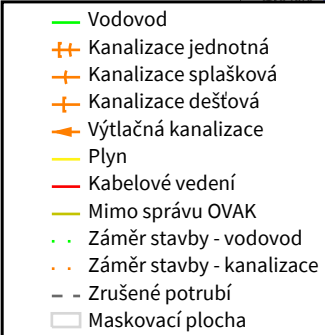 Vodovod
Kanalizace jednotná
Kanalizace splašková
Kanalizace dešťová
Výtlačná kanalizace
Plyn
Kabelové vedení
Mimo správu OVAK
Záměr stavby - vodovod
Záměr stavby - kanalizace
Zrušené potrubí
Maskovací plocha